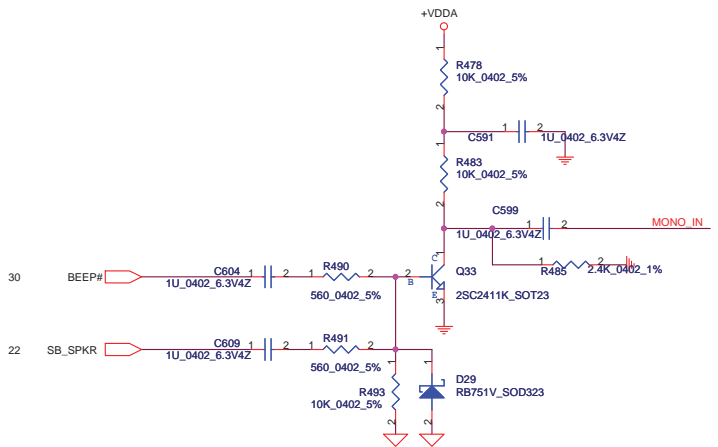 +VDDA
1
R478
10K_0402_5%
2
C591
1 2
1U_0402_6.3V4Z
1
R483
10K_0402_5%
2
C599
1 2
1U_0402_6.3V4Z
MONO_IN
1 2
R485
2.4K_0402_1%
C 1
2 B
E 3
Q33
2SC2411K_SOT23
30 BEEP#
C604
1U_0402_6.3V4Z
1 2
R490
1 2
560_0402_5%
22 SB_SPKR
C609
1U_0402_6.3V4Z
1 2
R491
1 2
560_0402_5%
1
R493
10K_0402_5%
2
1
D29
RB751V_SOD323
2